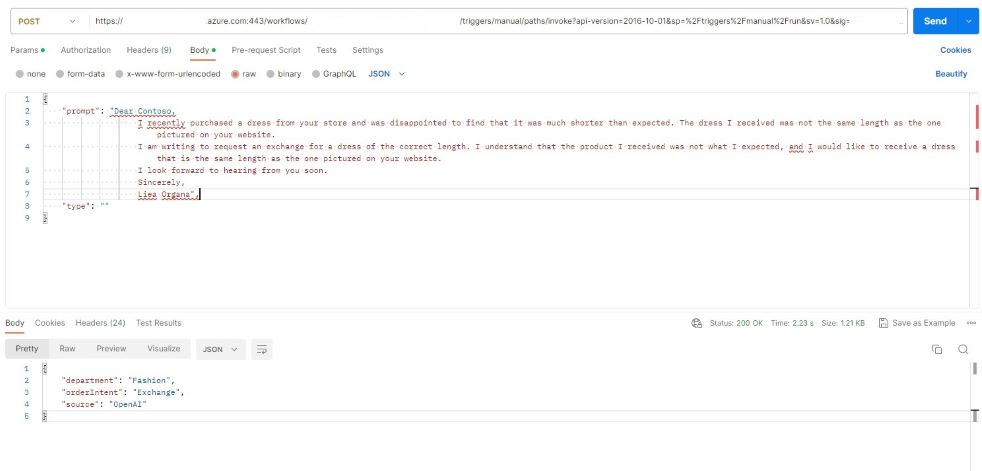 POST https:// .azure.com:443/workflows/ /triggers/manual/paths/invoke?api-version=2016-10-01&sp=%2Ftriggers%2Fmanual%2Frun&sv=1.0&sig= Send
Params Authorization Headers (9) Body Pre-request Script Tests Settings Cookies
none form-data x-www-form-urlencoded raw binary GraphQL JSON Beautify
1 {
2 "prompt": "Dear Contoso,
3 I recently purchased a dress from your store and was disappointed to find that it was much shorter than expected. The dress I received was not the same length as the one
pictured on your website.
4 I am writing to request an exchange for a dress of the correct length. I understand that the product I received was not what I expected, and I would like to receive a dress
that is the same length as the one pictured on your website.
5 I look forward to hearing from you soon.
6 Sincerely,
7 Liea Organa",
8 "type": ""
9 }
Body Cookies Headers (24) Test Results Status: 200 OK Time: 2.23 s Size: 1.21 KB Save as Example
Pretty Raw Preview Visualize JSON
1 {
2 "department": "Fashion",
3 "orderIntent": "Exchange",
4 "source": "OpenAI"
5 }